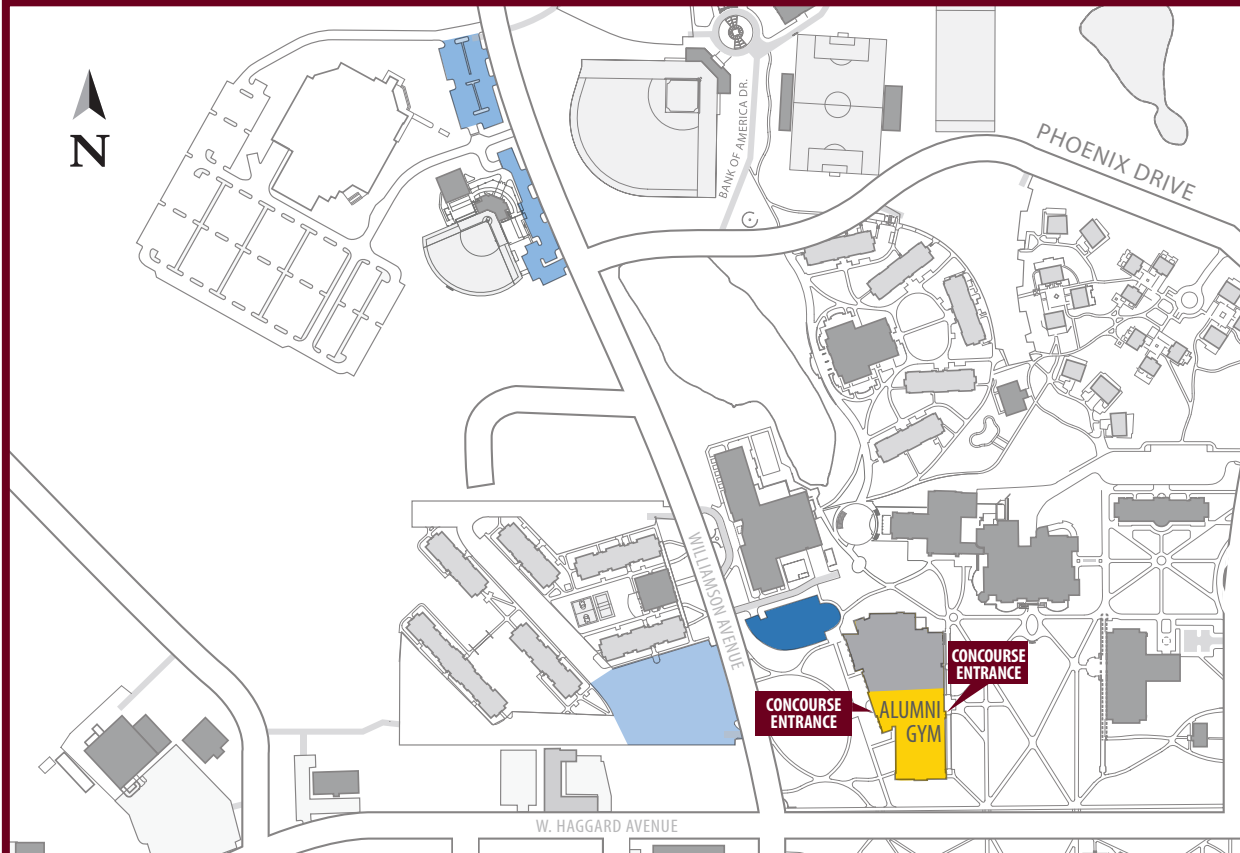 N
BANK OF AMERICA DR.
PHOENIX DRIVE
WILLIAMSON AVENUE
CONCOURSE
ENTRANCE
CONCOURSE
ENTRANCE
ALUMNI
GYM
W. HAGGARD AVENUE